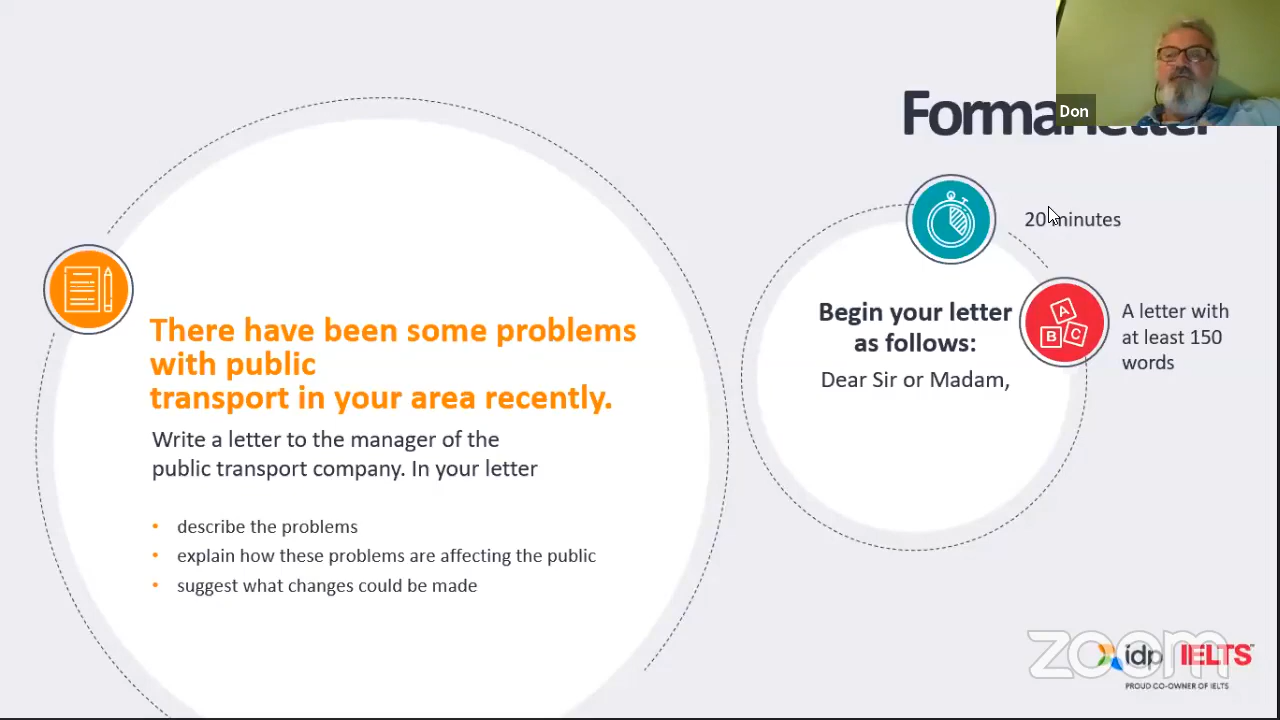 Formal letter
Don
20 minutes
There have been some problems
with public
transport in your area recently.
Write a letter to the manager of the
public transport company. In your letter
• describe the problems
• explain how these problems are affecting the public
• suggest what changes could be made
Begin your letter
as follows:
Dear Sir or Madam,
A letter with
at least 150
words
A
B
C
zoom
idp IELTS
PROUD CO-OWNER OF IELTS